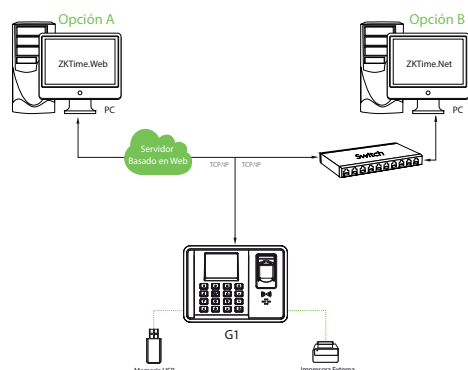 Opción A
Opción B
ZKTime.Web
ZKTime.Net
PC
PC
Servidor
Basado en Web
TCP/IP
TCP/IP
Switch
G1
Memoria USB
Impresora Externa